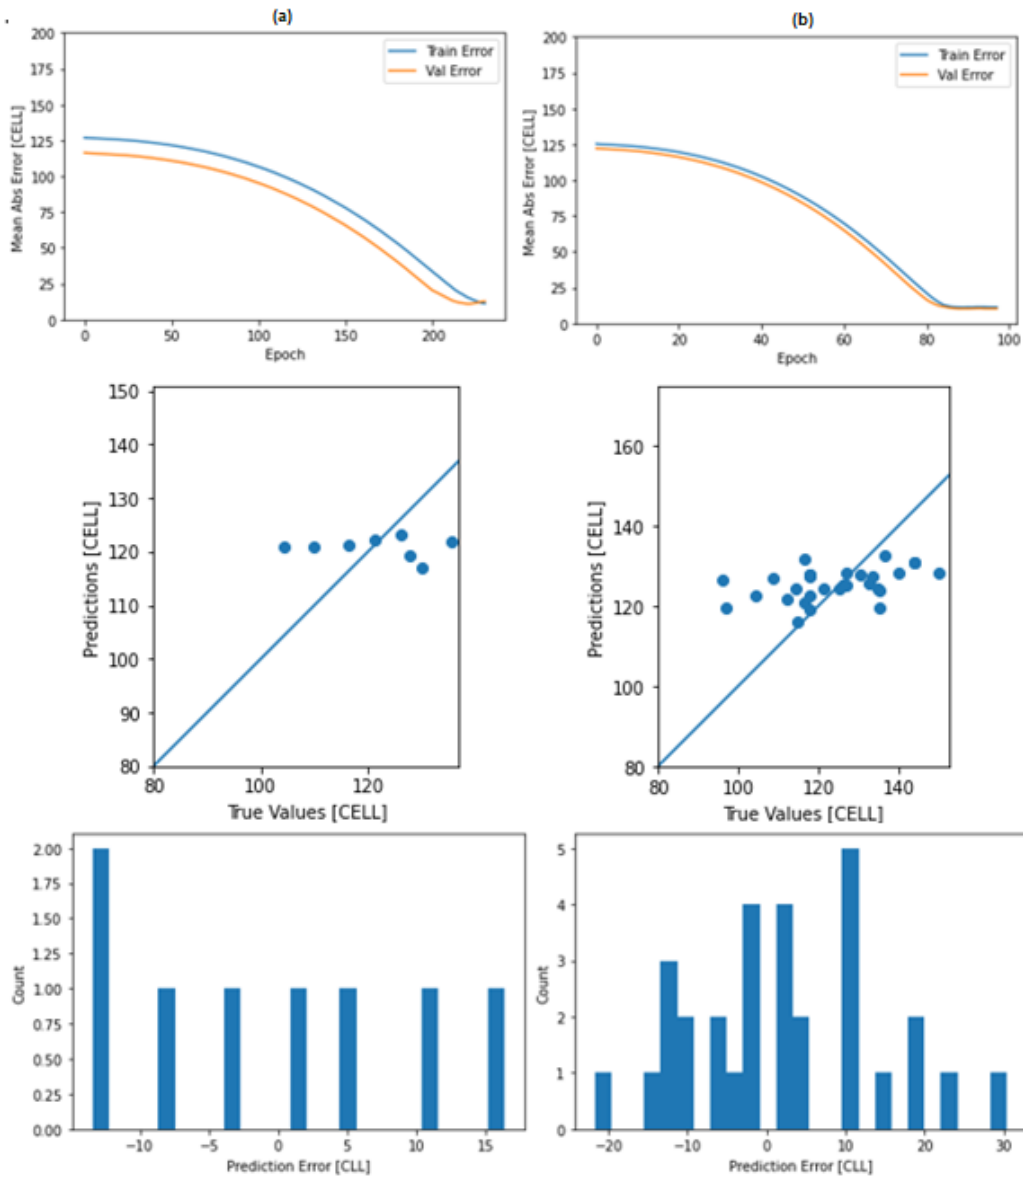 (a)
(b)
200
175
150
125
100
75
50
25
0
Mean Abs Error [CELL]
Train Error
Val Error
0 50 100 150 200
Epoch
200
175
150
125
100
75
50
25
0
Mean Abs Error [CELL]
Train Error
Val Error
0 20 40 60 80 100
Epoch
150
140
130
120
110
100
90
80
Predictions [CELL]
80 100 120
True Values [CELL]
160
140
120
100
80
Predictions [CELL]
80 100 120 140
True Values [CELL]
2.00
1.75
1.50
1.25
1.00
0.75
0.50
0.25
0.00
Count
−10 −5 0 5 10 15
Prediction Error [CLL]
5
4
3
2
1
0
Count
−20 −10 0 10 20 30
Prediction Error [CLL]